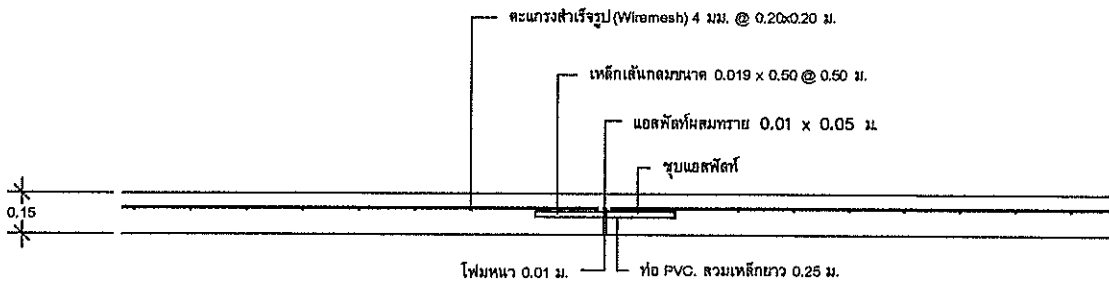 ตะแกรงสำเร็จรูป(Wiremesh) 4 มม. @ 0.20x0.20 ม.
เหล็กเส้นกลมขนาด 0.019 x 0.50 @ 0.50 ม.
แอสฟัลท์ผสมทราย 0.01 x 0.05 ม.
ชุบแอสฟัลท์
0.15
โฟมหนา 0.01 ม.
ท่อ PVC. สวมเหล็กยาว 0.25 ม.